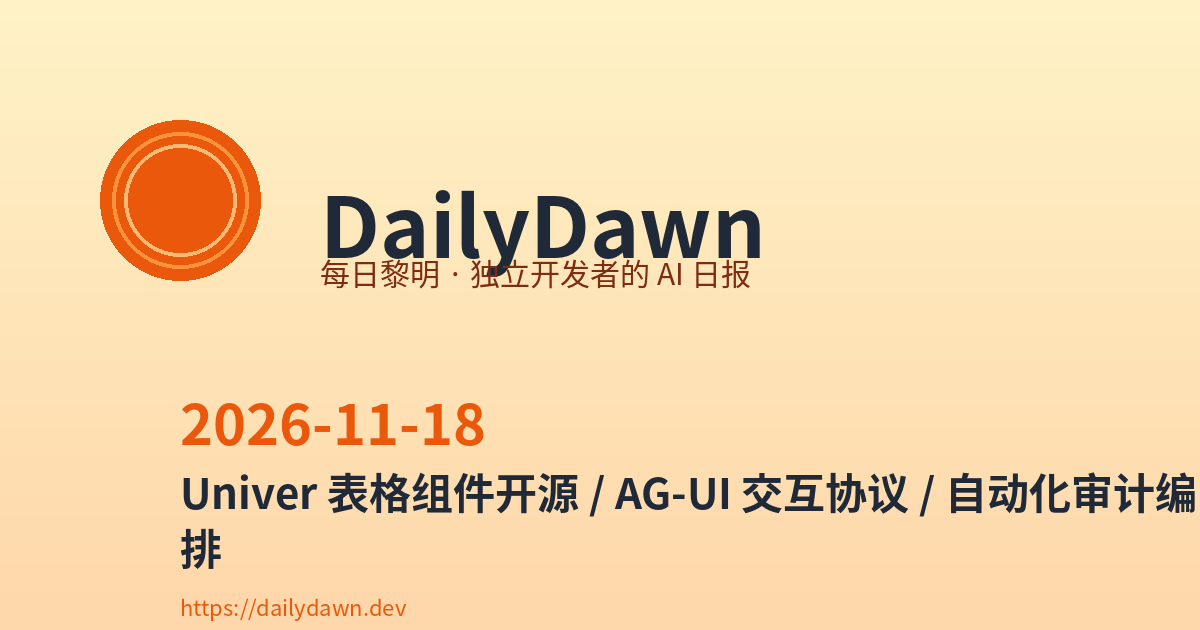 DailyDawn
每日黎明 · 独立开发者的 AI 日报
2026-11-18
Univer 表格组件开源 / AG-UI 交互协议 / 自动化审计编
排
https://dailydawn.dev